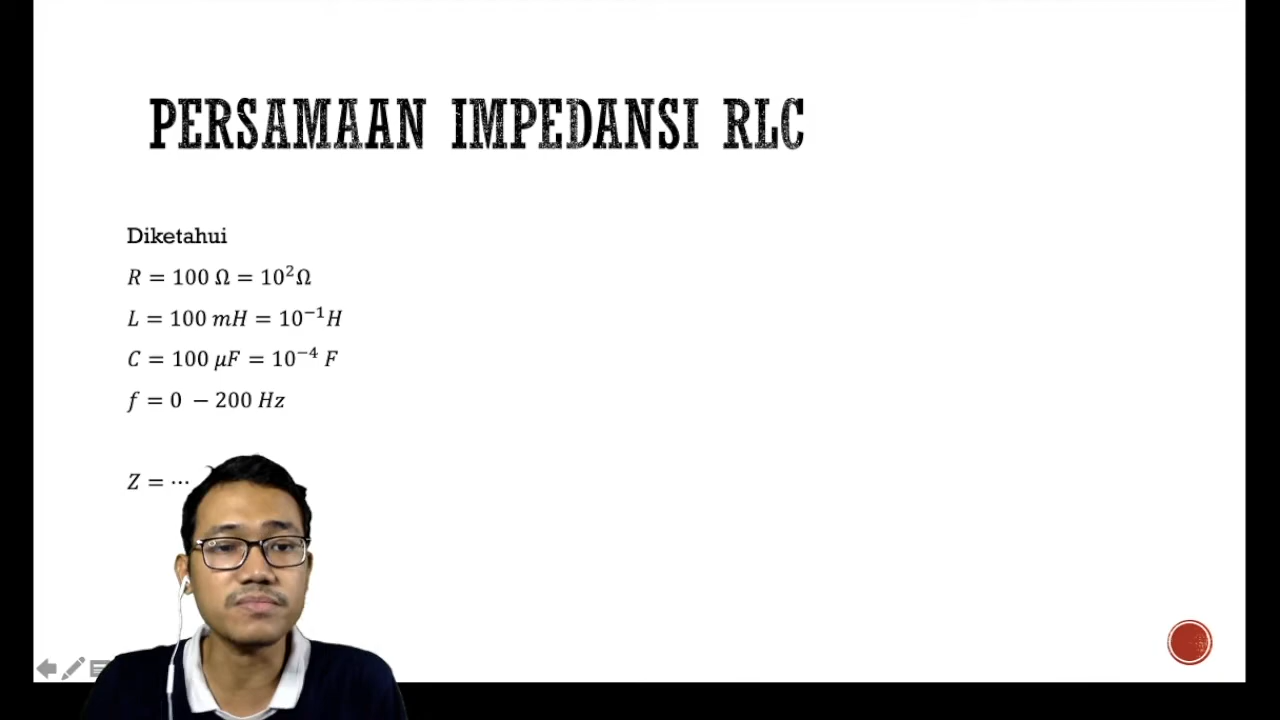 PERSAMAAN IMPEDANSI RLC
Diketahui
R = 100 Ω = 10²Ω
L = 100 mH = 10⁻¹H
C = 100 μF = 10⁻⁴ F
f = 0 − 200 Hz
Z = ⋯